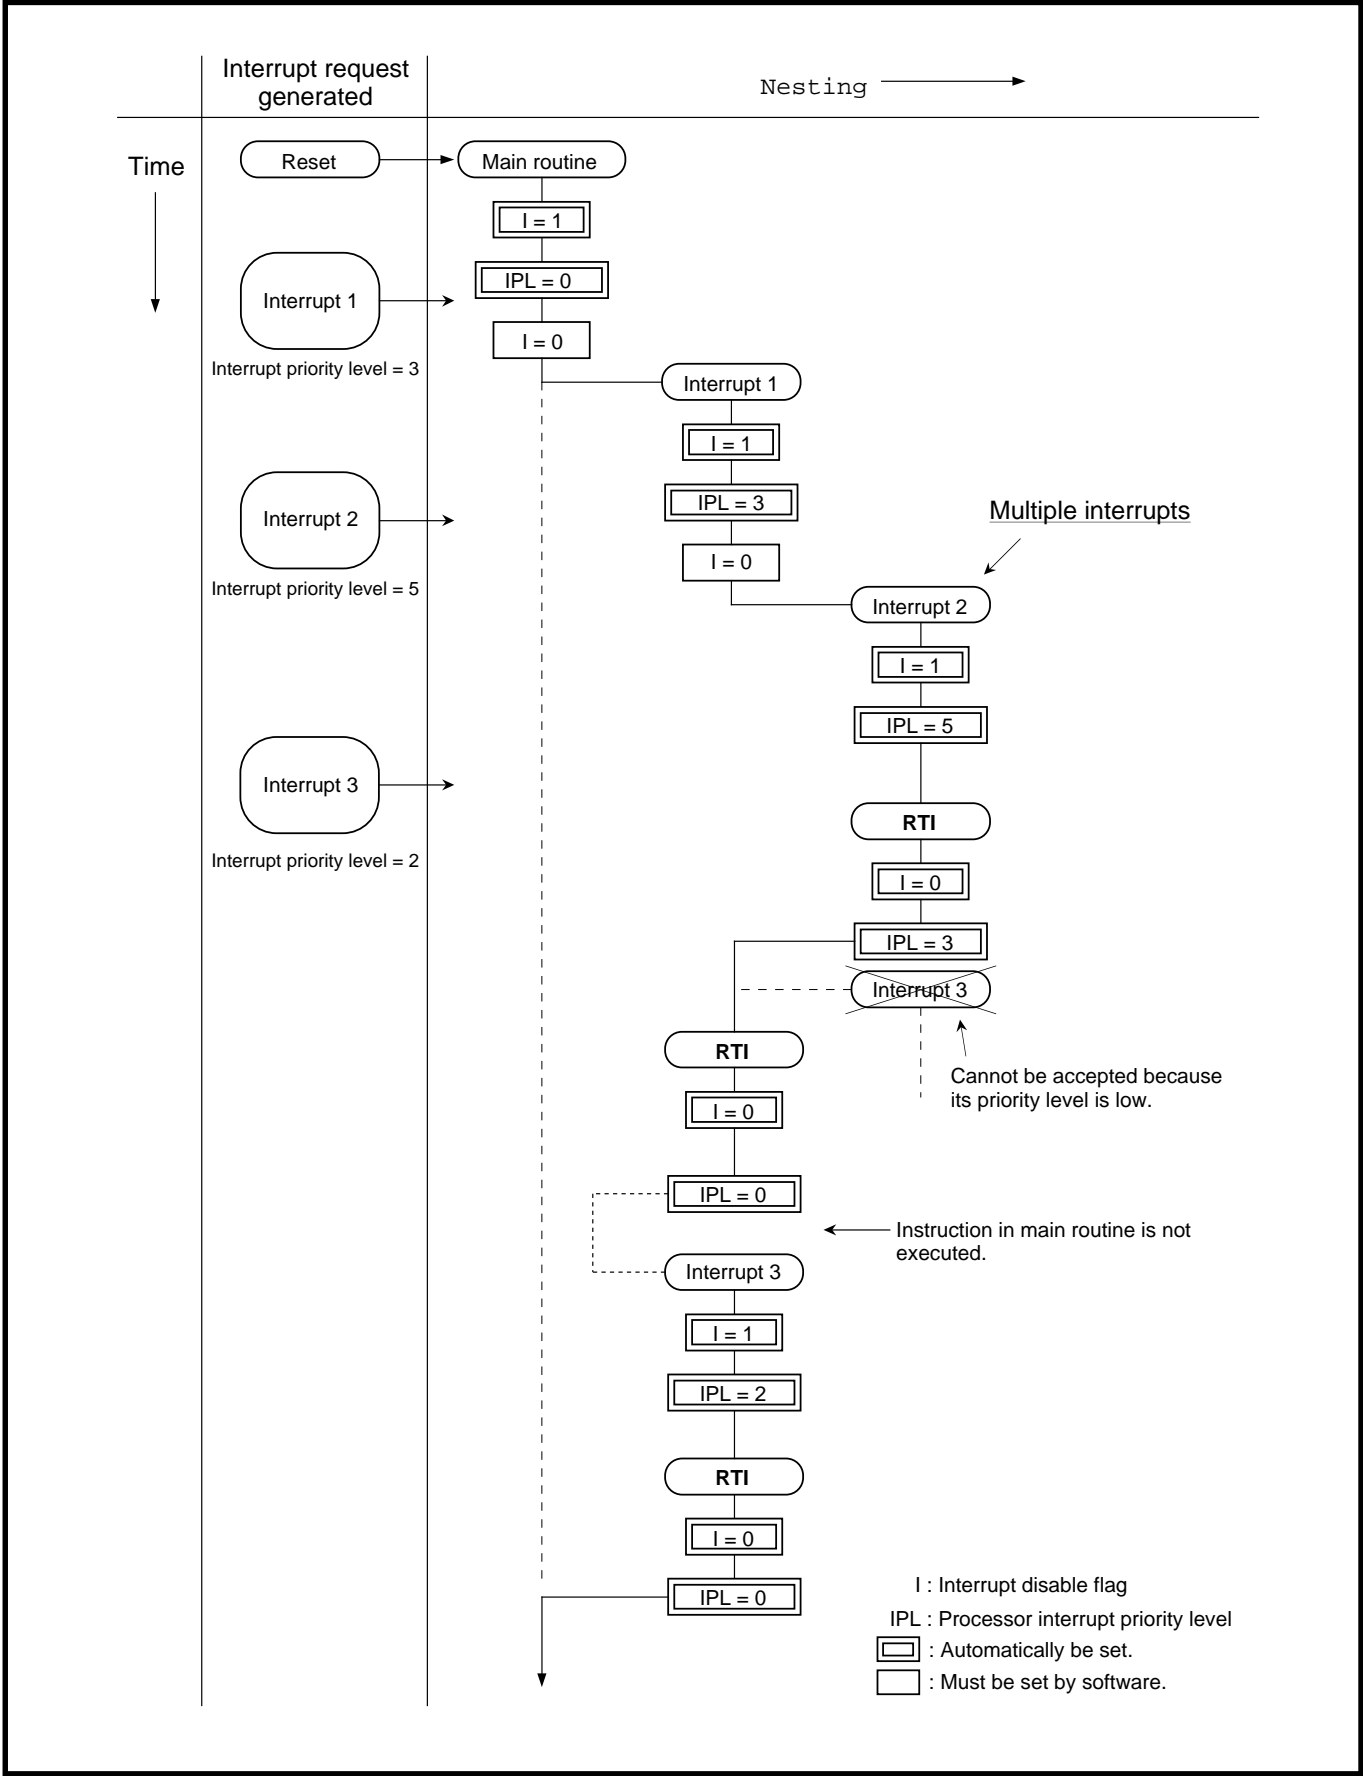 Interrupt request
generated
Nesting
Time
Reset
Main routine
I = 1
Interrupt 1
IPL = 0
I = 0
Interrupt priority level = 3
Interrupt 1
I = 1
IPL = 3
Interrupt 2
Multiple interrupts
I = 0
Interrupt priority level = 5
Interrupt 2
I = 1
IPL = 5
Interrupt 3
RTI
Interrupt priority level = 2
I = 0
IPL = 3
Interrupt 3
RTI
Cannot be accepted because
its priority level is low.
I = 0
IPL = 0
Instruction in main routine is not
executed.
Interrupt 3
I = 1
IPL = 2
RTI
I = 0
IPL = 0
I : Interrupt disable flag
IPL : Processor interrupt priority level
: Automatically be set.
: Must be set by software.